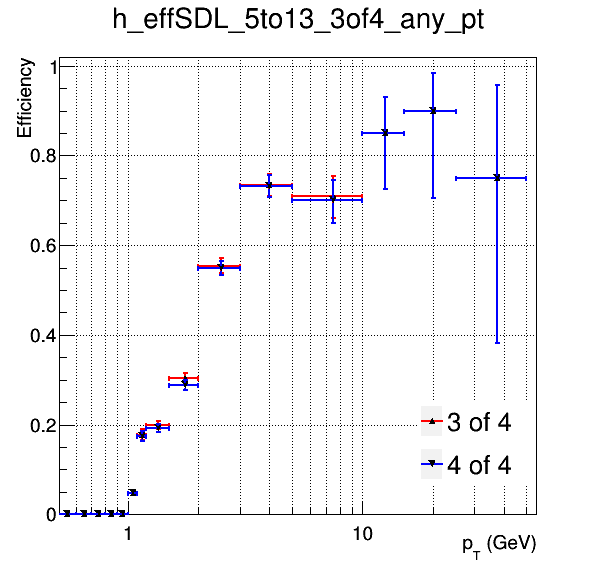 h_effSDL_5to13_3of4_any_pt
Efficiency
1
0.8
0.6
0.4
0.2
0
3 of 4
4 of 4
1
10
p_T (GeV)